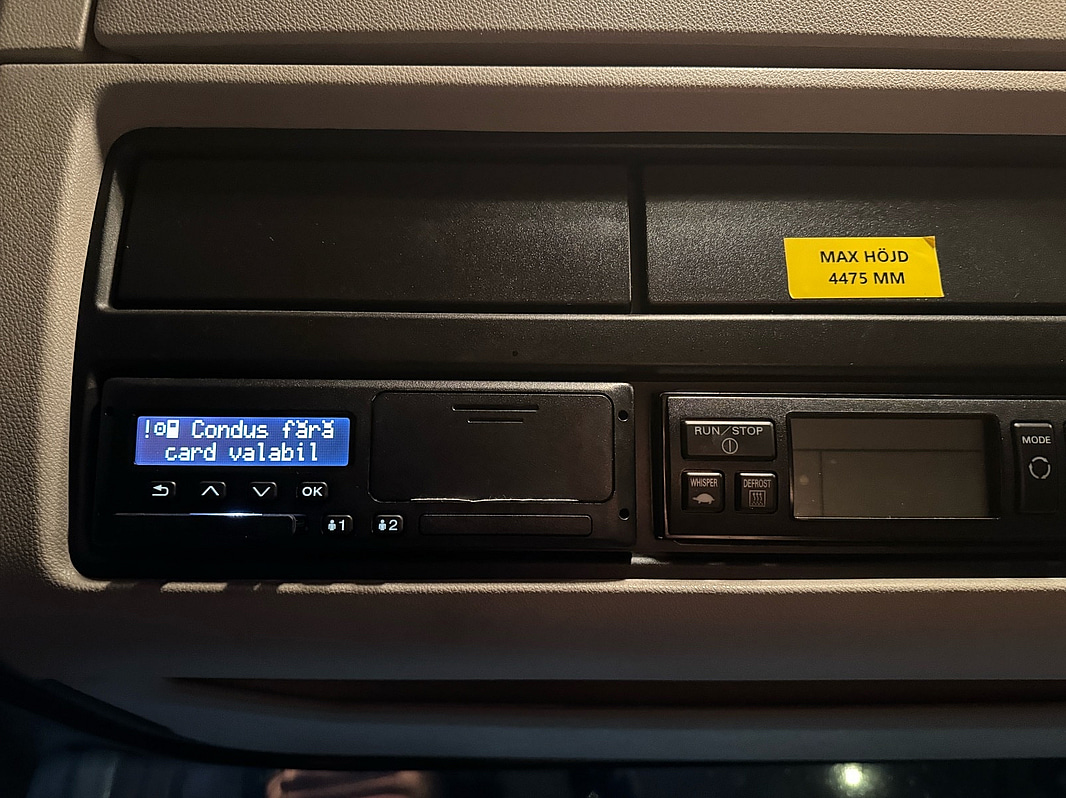 MAX HÖJD
4475 MM
! Condus fără
card valabil
OK
1
2
RUN/STOP
WHISPER
DEFROST
MODE